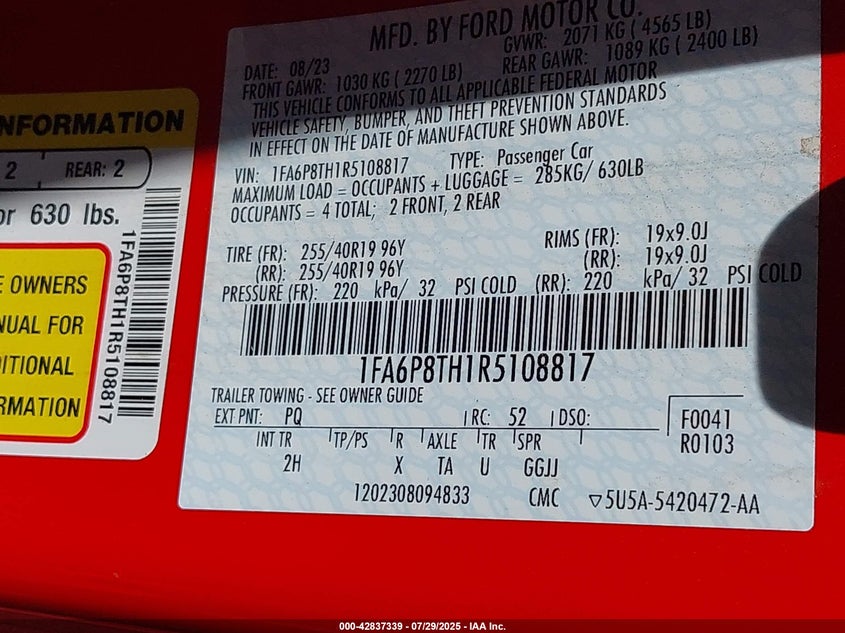 NFORMATION
2 REAR: 2
or 630 lbs.
E OWNERS
NUAL FOR
DITIONAL
RMATION
1FA6P8TH1R5108817
MFD. BY FORD MOTOR CO.
DATE: 08/23 GVWR: 2071 KG ( 4565 LB)
FRONT GAWR: 1030 KG ( 2270 LB) REAR GAWR: 1089 KG ( 2400 LB)
THIS VEHICLE CONFORMS TO ALL APPLICABLE FEDERAL MOTOR
VEHICLE SAFETY, BUMPER, AND THEFT PREVENTION STANDARDS
IN EFFECT ON THE DATE OF MANUFACTURE SHOWN ABOVE.
VIN: 1FA6P8TH1R5108817 TYPE: Passenger Car
MAXIMUM LOAD = OCCUPANTS + LUGGAGE = 285KG/ 630LB
OCCUPANTS = 4 TOTAL; 2 FRONT, 2 REAR
TIRE (FR): 255/40R19 96Y RIMS (FR): 19x9.0J
(RR): 255/40R19 96Y (RR): 19x9.0J
PRESSURE (FR): 220 kPa/ 32 PSI COLD (RR): 220 kPa/ 32 PSI COLD
1FA6P8TH1R5108817
TRAILER TOWING - SEE OWNER GUIDE
EXT PNT: PQ RC: 52 DSO: F0041
R0103
INT TR TP/PS R AXLE TR SPR
2H X TA U GGJJ
1202308094833 CMC ▽5U5A-5420472-AA
000-42837339 - 07/29/2025 - IAA Inc.